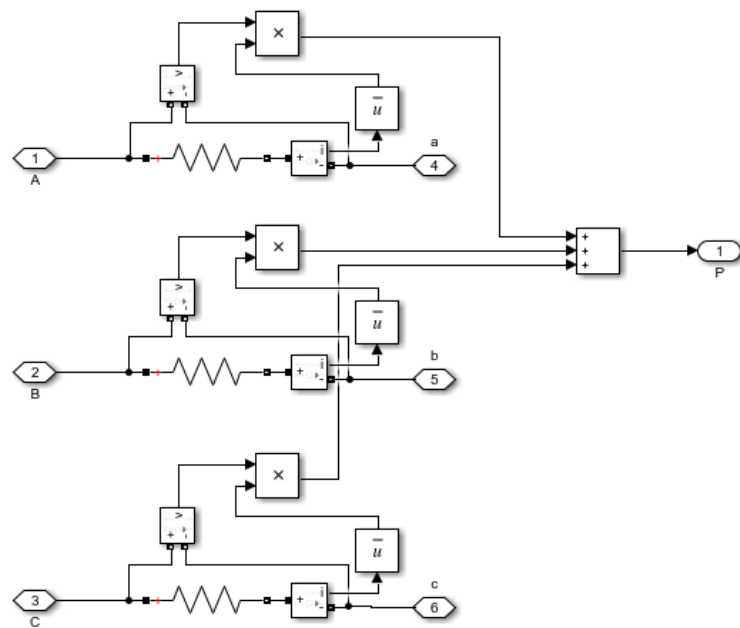 ×
v
+ -
ū
a
1
+ i -
4
A
×
+
+
+
1
P
v
+ -
ū
b
2
+ i -
5
B
×
v
+ -
ū
c
3
+ i -
6
C